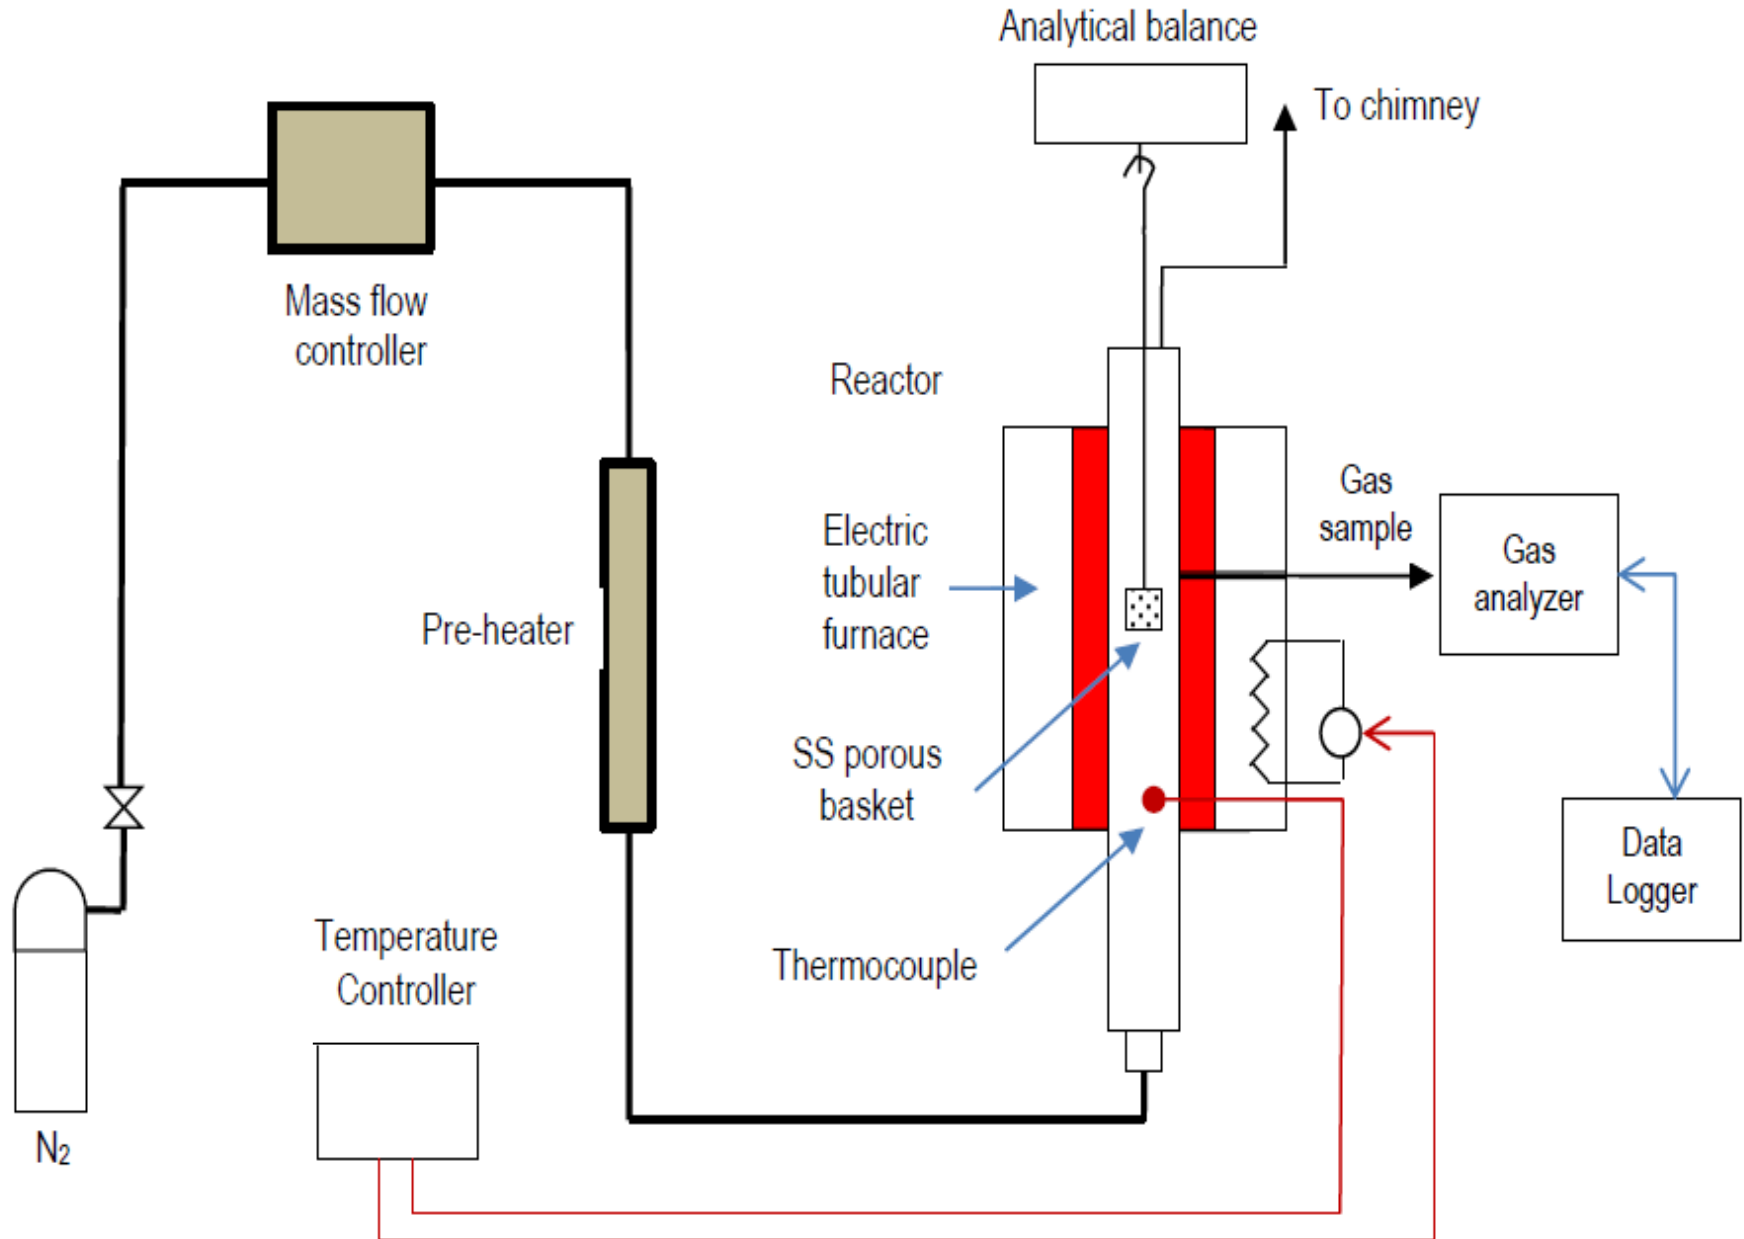 Analytical balance
To chimney
Mass flow
controller
Reactor
Gas
sample
Electric
tubular
furnace
Gas
analyzer
Pre-heater
SS porous
basket
Data
Logger
Temperature
Controller
Thermocouple
N₂